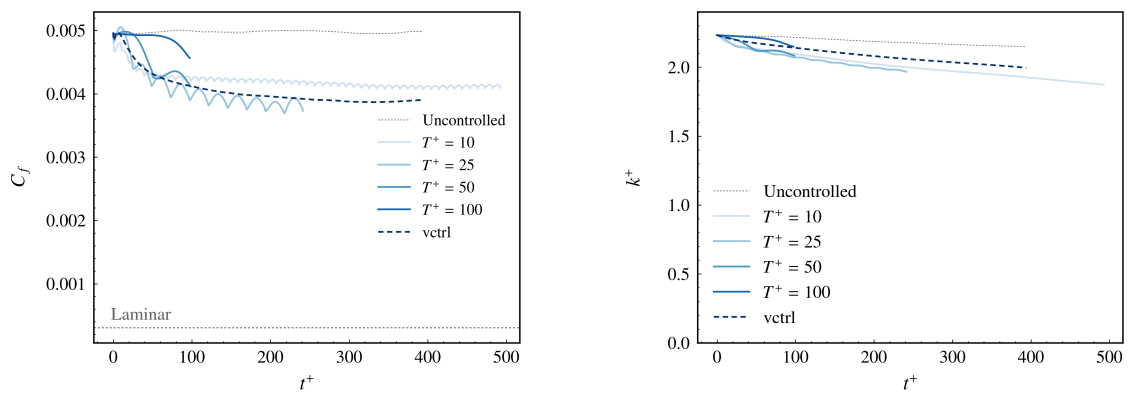 0.005
0.004
0.003
0.002
0.001
C_f
Uncontrolled
T⁺ = 10
T⁺ = 25
T⁺ = 50
T⁺ = 100
vctrl
Laminar
0 100 200 300 400 500
t⁺
2.0
1.5
1.0
0.5
0.0
k⁺
Uncontrolled
T⁺ = 10
T⁺ = 25
T⁺ = 50
T⁺ = 100
vctrl
0 100 200 300 400 500
t⁺